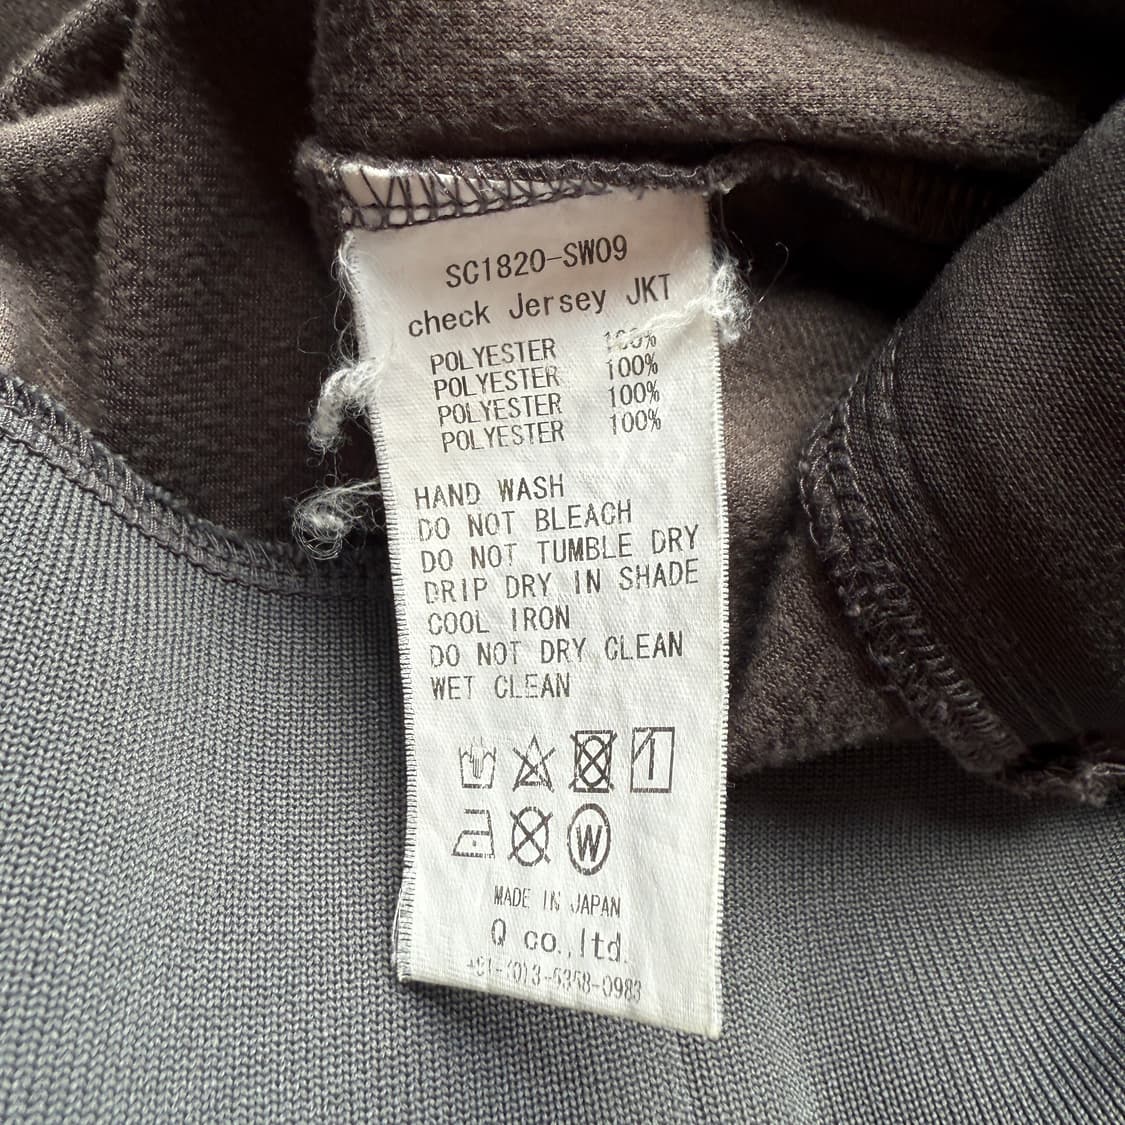 SC1820-SW09
check Jersey JKT
POLYESTER 100%
POLYESTER 100%
POLYESTER 100%
POLYESTER 100%
HAND WASH
DO NOT BLEACH
DO NOT TUMBLE DRY
DRIP DRY IN SHADE
COOL IRON
DO NOT DRY CLEAN
WET CLEAN
W
MADE IN JAPAN
Q co.,ltd.